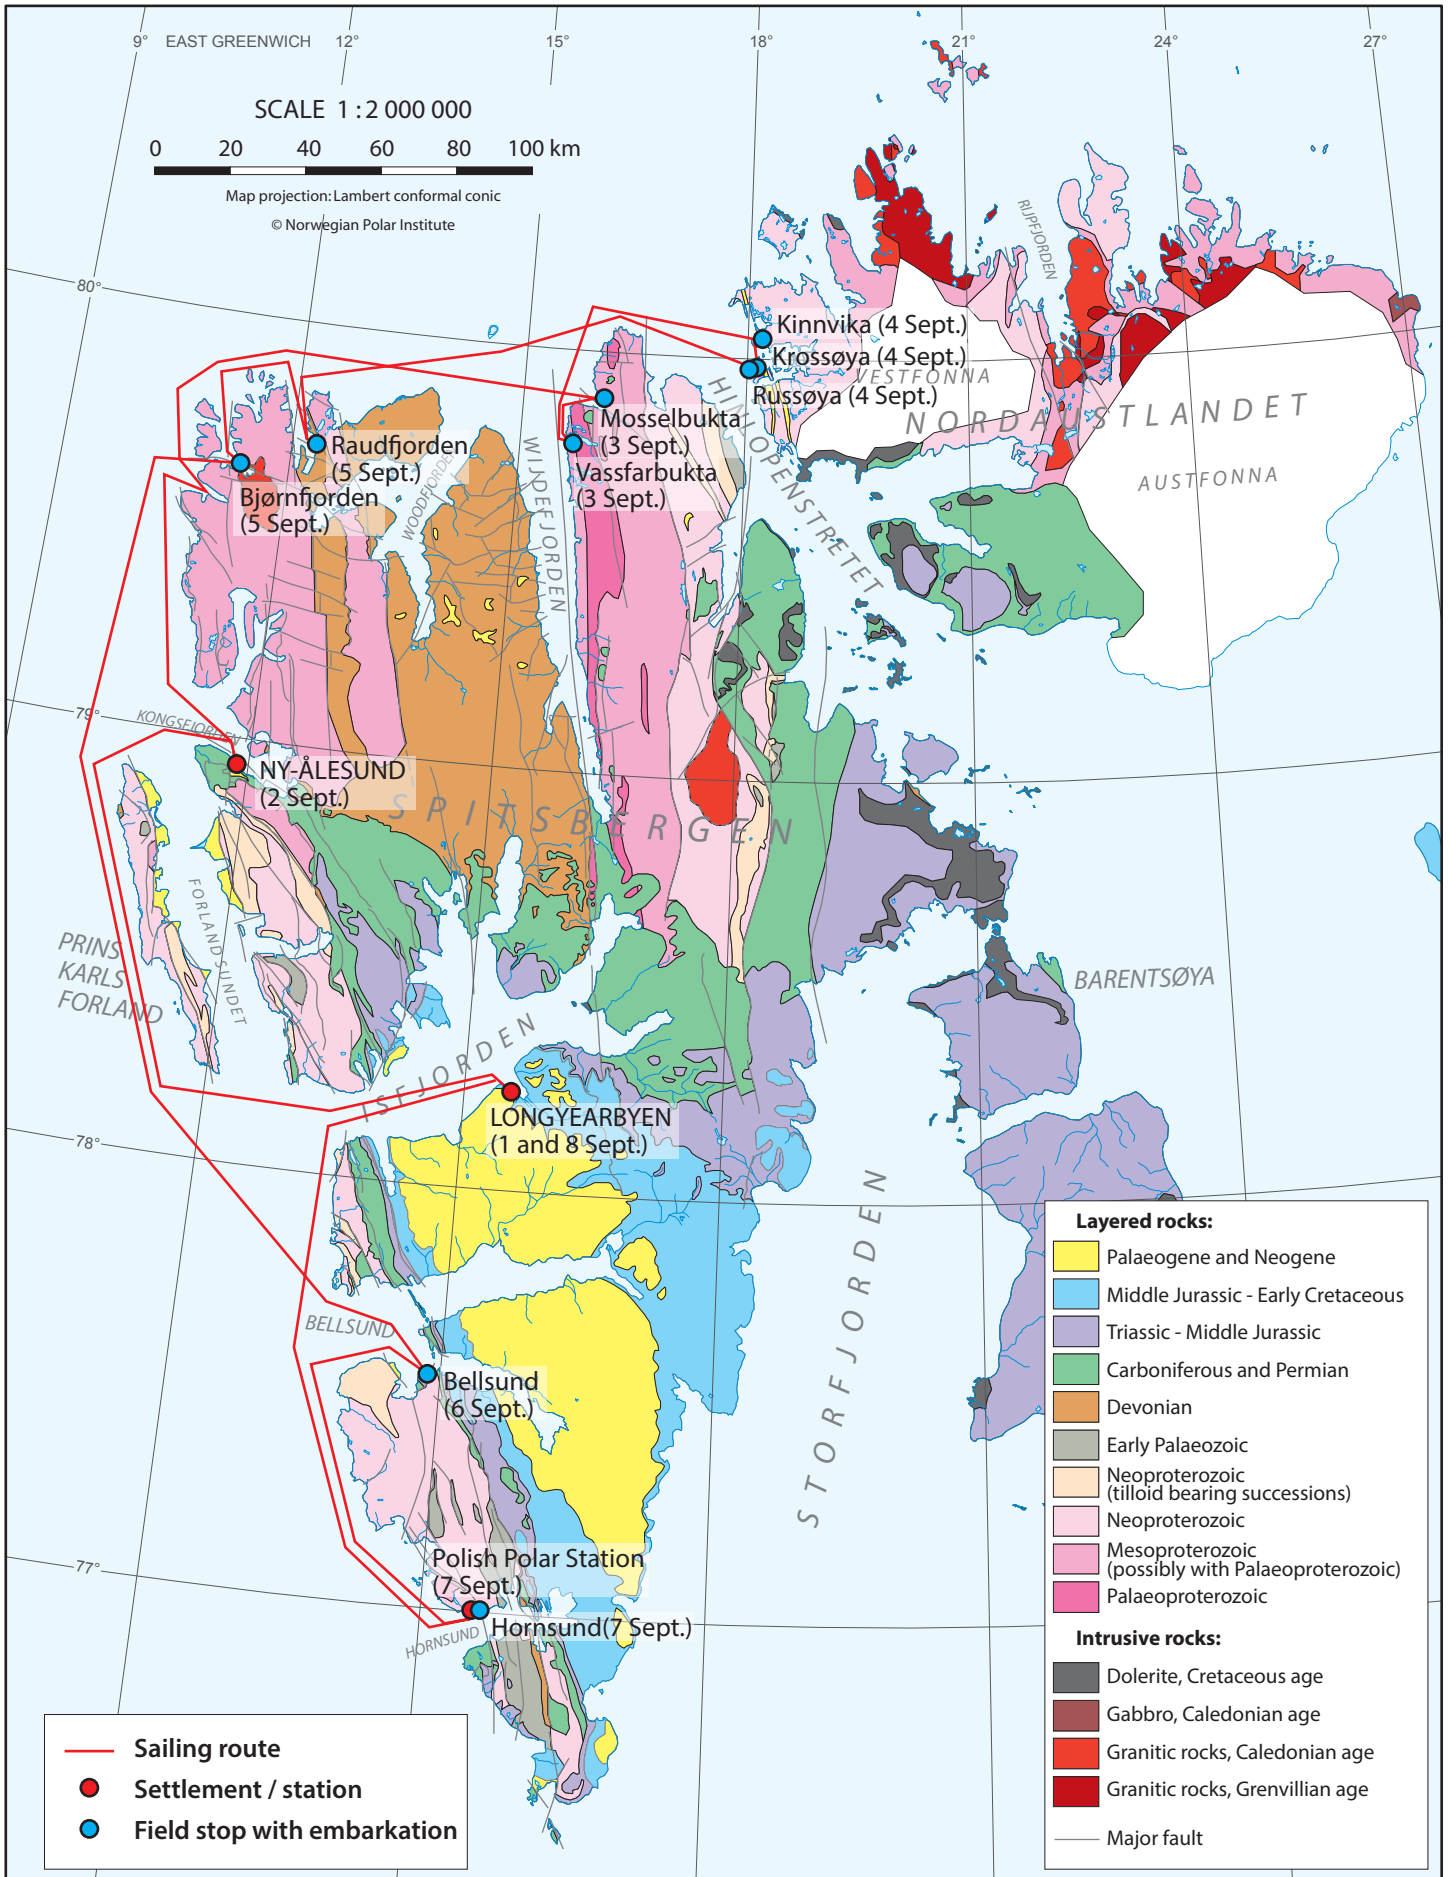 9° EAST GREENWICH 12° 15° 18° 21° 24° 27°
SCALE 1 : 2 000 000
0 20 40 60 80 100 km
Map projection: Lambert conformal conic
© Norwegian Polar Institute
RIJPFJORDEN
80°
Kinnvika (4 Sept.)
Krossøya (4 Sept.)
VESTFONNA
Russøya (4 Sept.)
NORDAUSTLANDET
HINLOPENSTRETET
Mosselbukta
(3 Sept.)
Raudfjorden
(5 Sept.)
WIJDEFJORDEN
WOODFJORDEN
Vassfarbukta
(3 Sept.)
AUSTFONNA
Bjørnfjorden
(5 Sept.)
79°
KONGSFJORDEN
NY-ÅLESUND
(2 Sept.)
SPITSBERGEN
FORLANDSUNDET
PRINS
KARLS
FORLAND
BARENTSØYA
ISFJORDEN
LONGYEARBYEN
(1 and 8 Sept.)
78°
STORFJORDEN
BELLSUND
Bellsund
(6 Sept.)
77°
Polish Polar Station
(7 Sept.)
Hornsund(7 Sept.)
HORNSUND
Layered rocks:
Palaeogene and Neogene
Middle Jurassic - Early Cretaceous
Triassic - Middle Jurassic
Carboniferous and Permian
Devonian
Early Palaeozoic
Neoproterozoic
(tilloid bearing successions)
Neoproterozoic
Mesoproterozoic
(possibly with Palaeoproterozoic)
Palaeoproterozoic
Intrusive rocks:
Dolerite, Cretaceous age
Gabbro, Caledonian age
Granitic rocks, Caledonian age
Granitic rocks, Grenvillian age
Major fault
Sailing route
Settlement / station
Field stop with embarkation